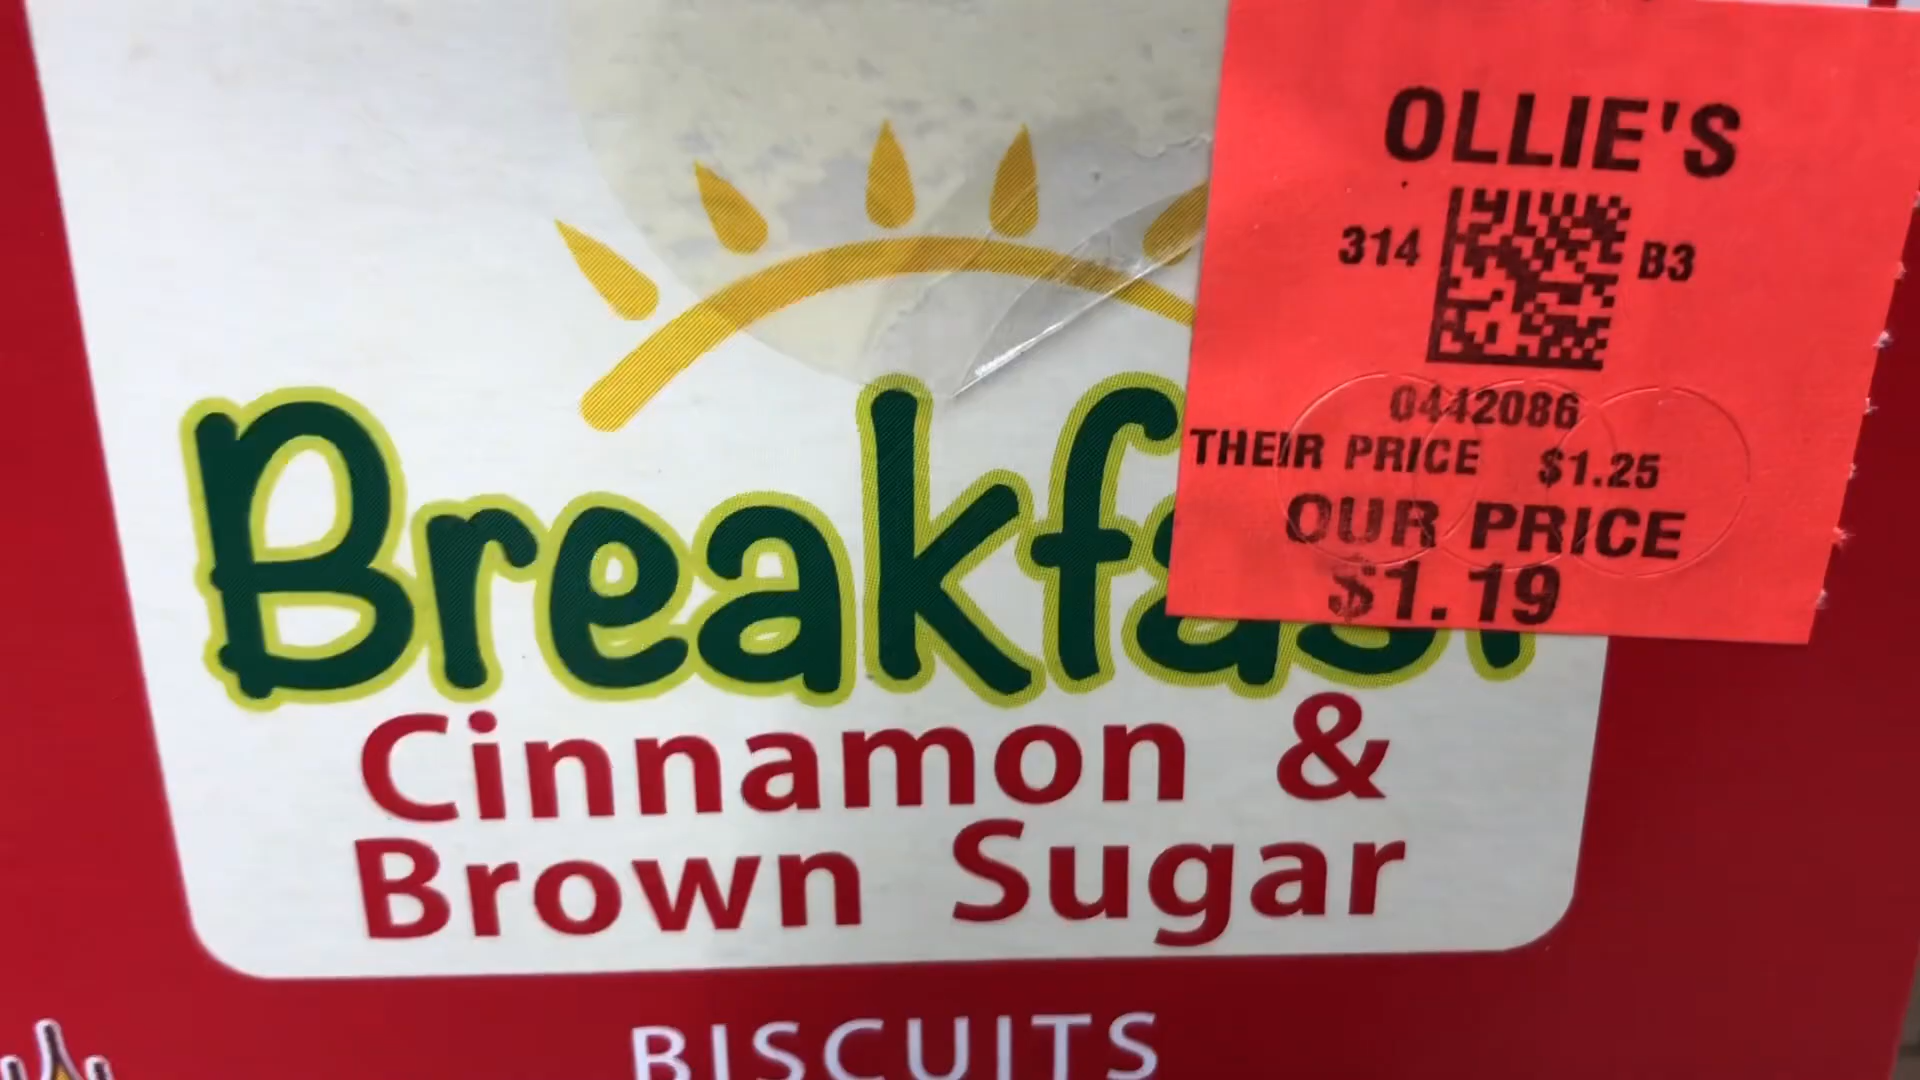 OLLIE'S
314 B3
0442086
THEIR PRICE $1.25
OUR PRICE
$1.19
Breakfast
Cinnamon &
Brown Sugar
BISCUITS